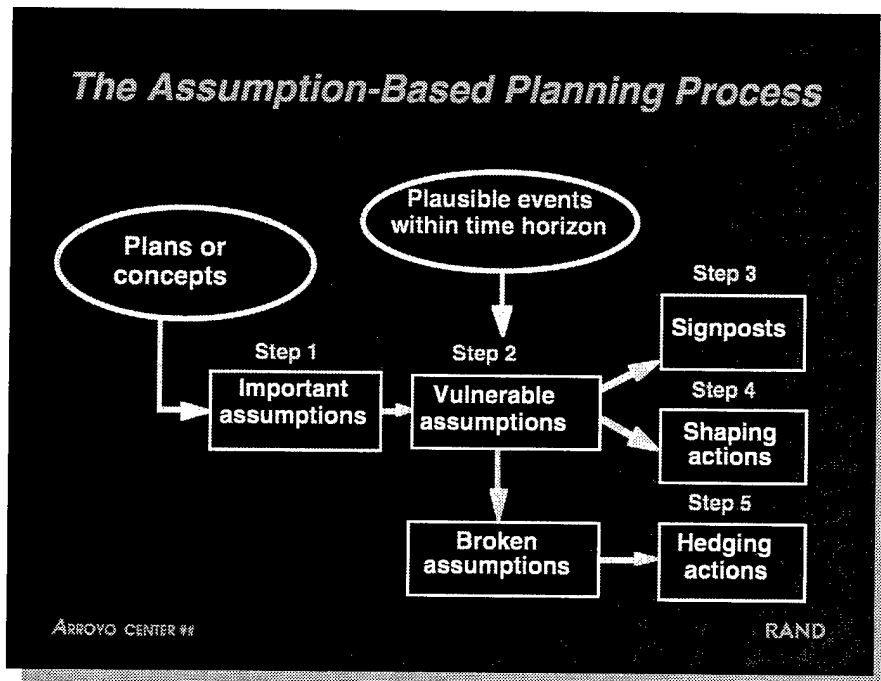 The Assumption-Based Planning Process
Plausible events
within time horizon
Plans or
concepts
Step 1
Important
assumptions
Step 2
Vulnerable
assumptions
Step 3
Signposts
Step 4
Shaping
actions
Broken
assumptions
Step 5
Hedging
actions
ARROYO CENTER
RAND